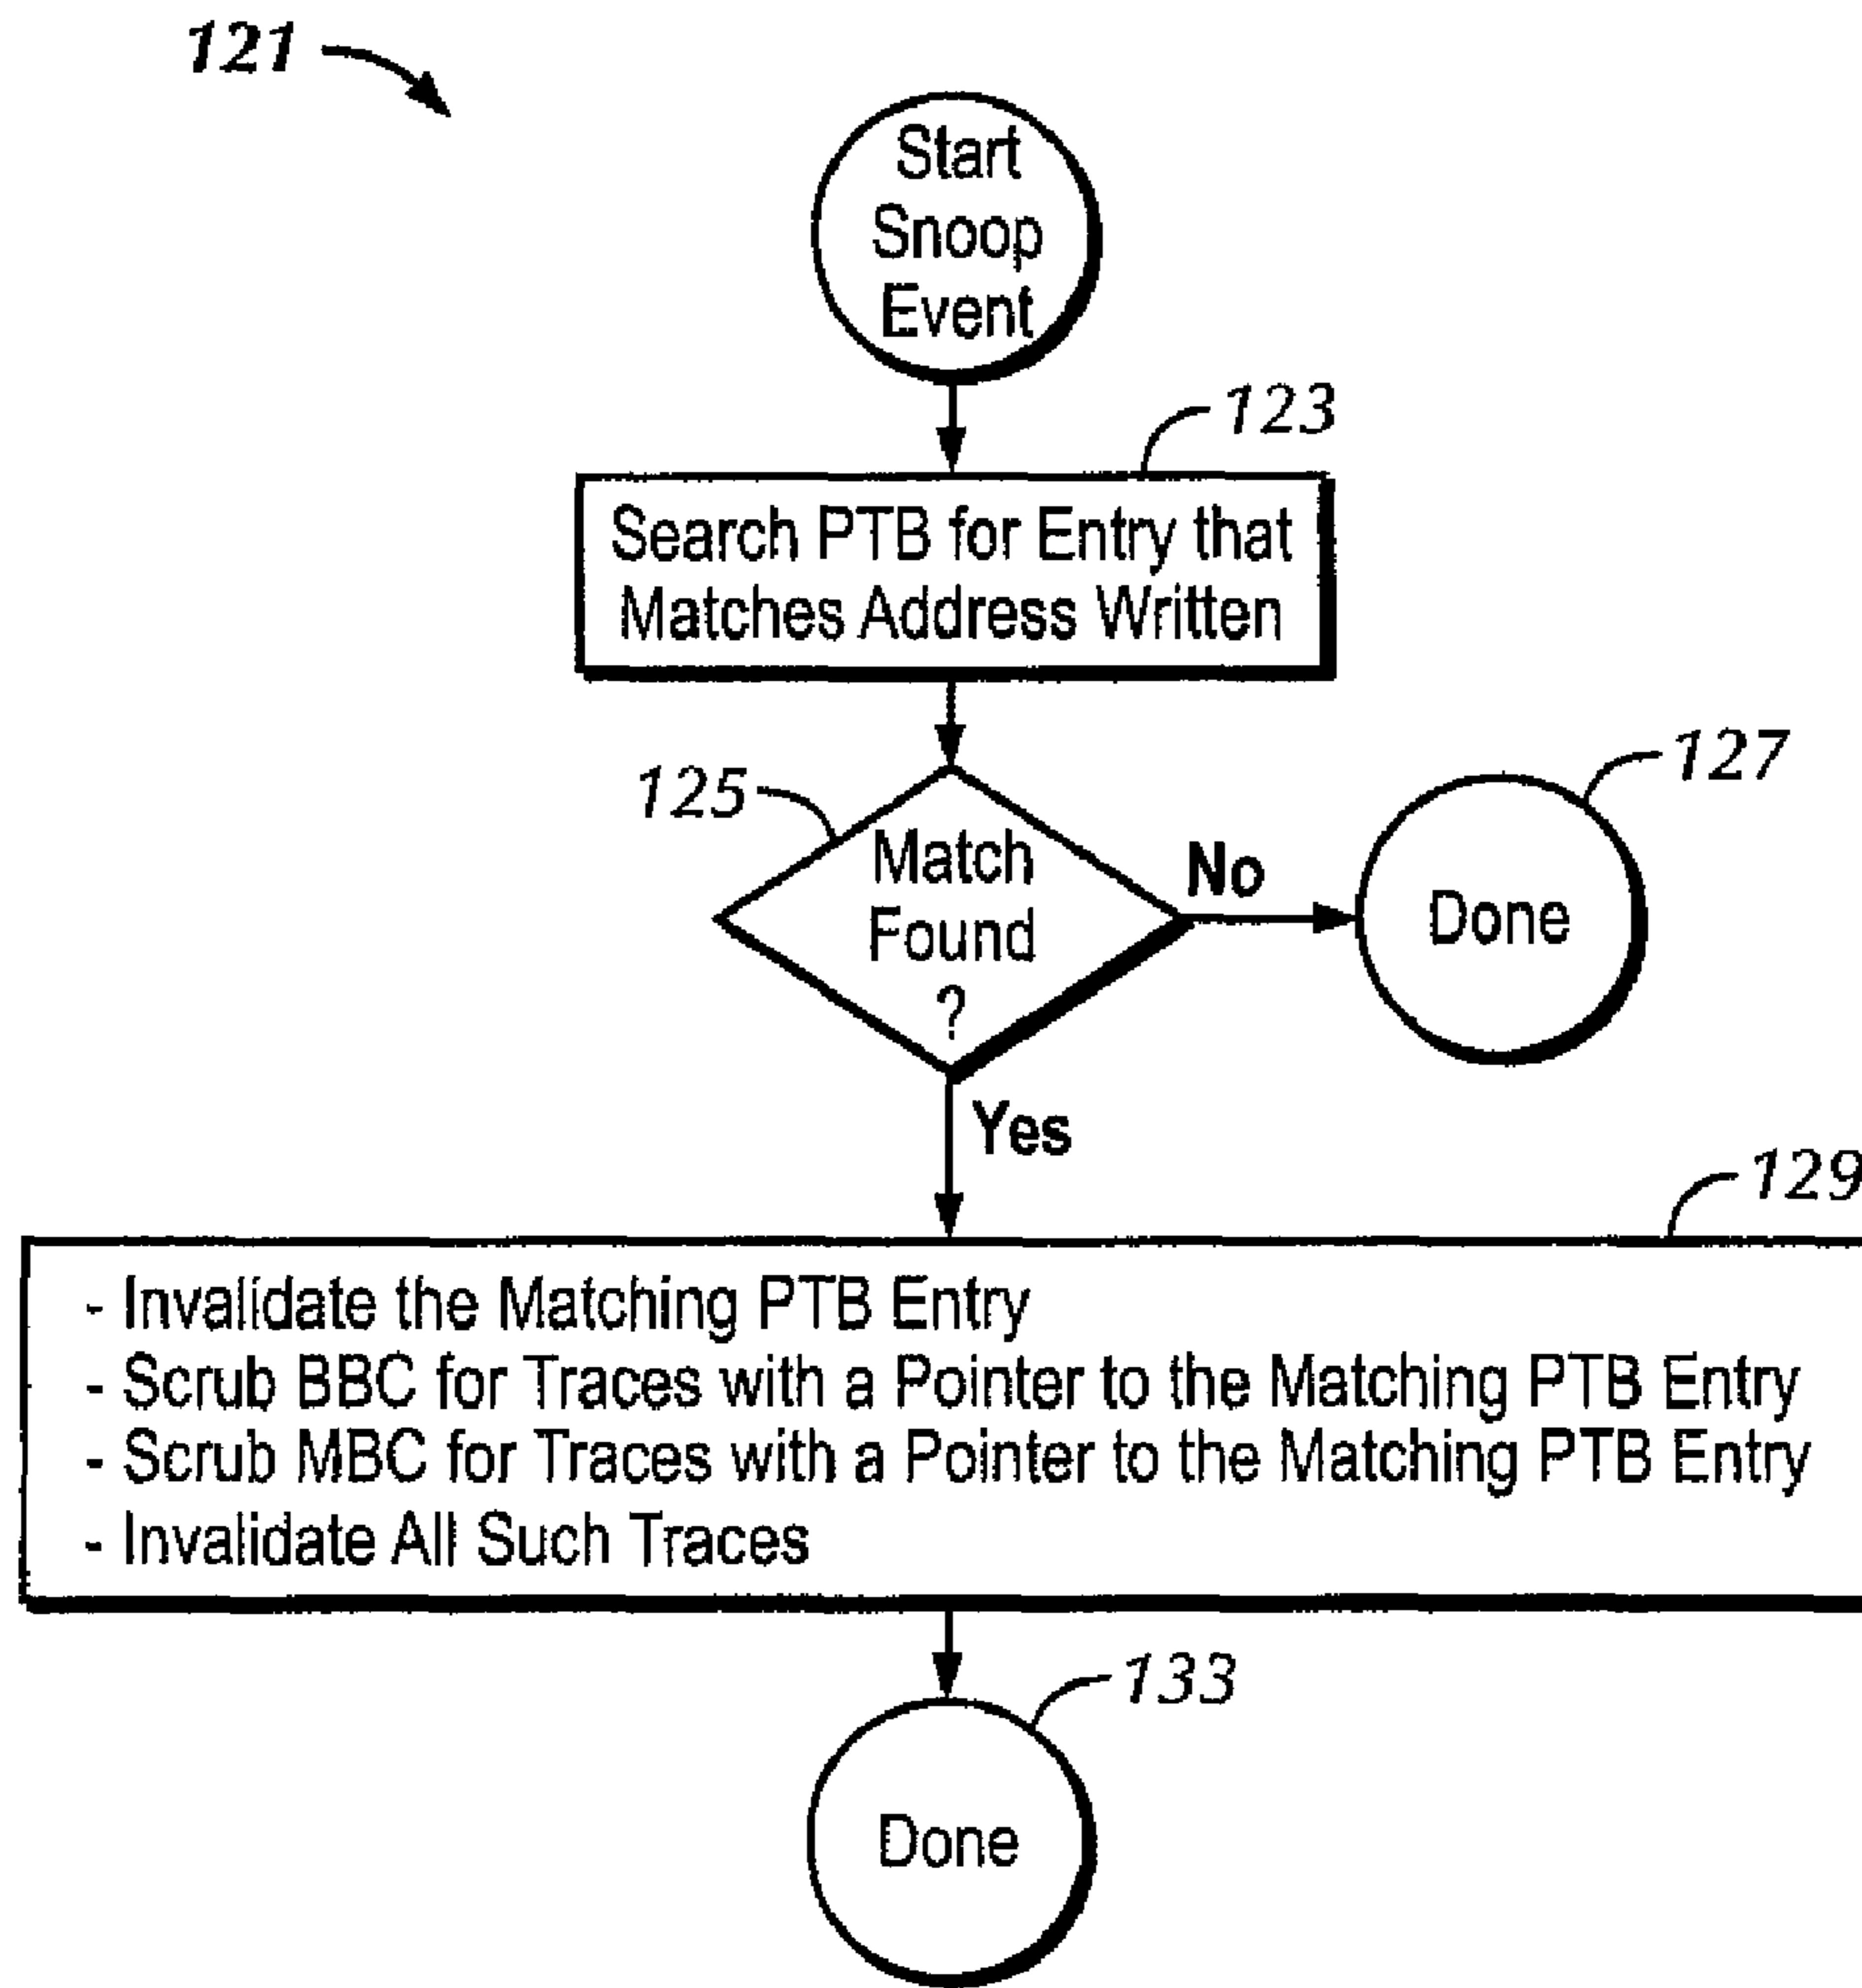 121
Start
Snoop
Event
123
Search PTB for Entry that
Matches Address Written
125
Match
Found
?
No
127
Done
Yes
129
- Invalidate the Matching PTB Entry
- Scrub BBC for Traces with a Pointer to the Matching PTB Entry
- Scrub MBC for Traces with a Pointer to the Matching PTB Entry
- Invalidate All Such Traces
133
Done